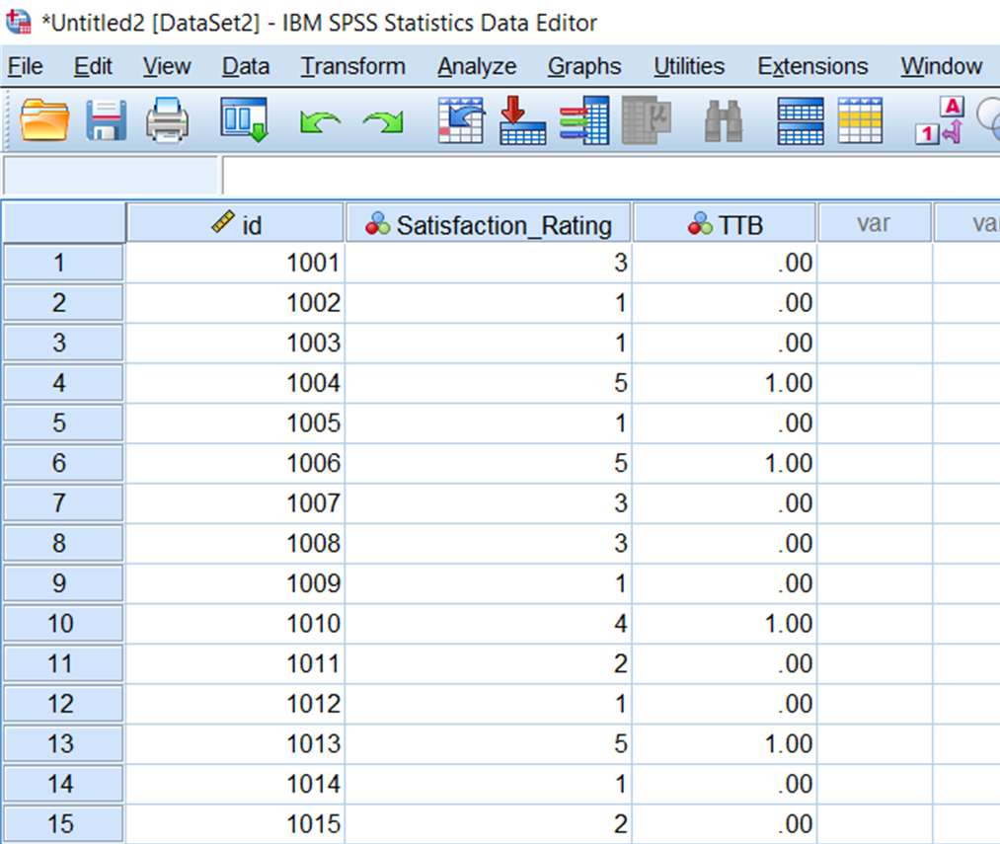 *Untitled2 [DataSet2] - IBM SPSS Statistics Data Editor
File Edit View Data Transform Analyze Graphs Utilities Extensions Window
µ A 1
id Satisfaction_Rating TTB var va
1 1001 3 .00
2 1002 1 .00
3 1003 1 .00
4 1004 5 1.00
5 1005 1 .00
6 1006 5 1.00
7 1007 3 .00
8 1008 3 .00
9 1009 1 .00
10 1010 4 1.00
11 1011 2 .00
12 1012 1 .00
13 1013 5 1.00
14 1014 1 .00
15 1015 2 .00